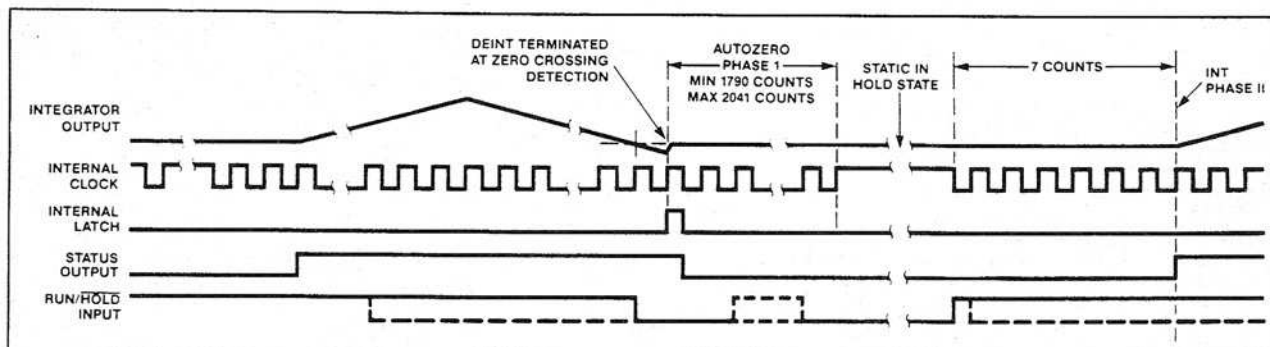 DEINT TERMINATED
AT ZERO CROSSING
DETECTION
AUTOZERO
PHASE 1
MIN 1790 COUNTS
MAX 2041 COUNTS
STATIC IN
HOLD STATE
7 COUNTS
INT
PHASE II
INTEGRATOR
OUTPUT
INTERNAL
CLOCK
INTERNAL
LATCH
STATUS
OUTPUT
RUN/HOLD
INPUT